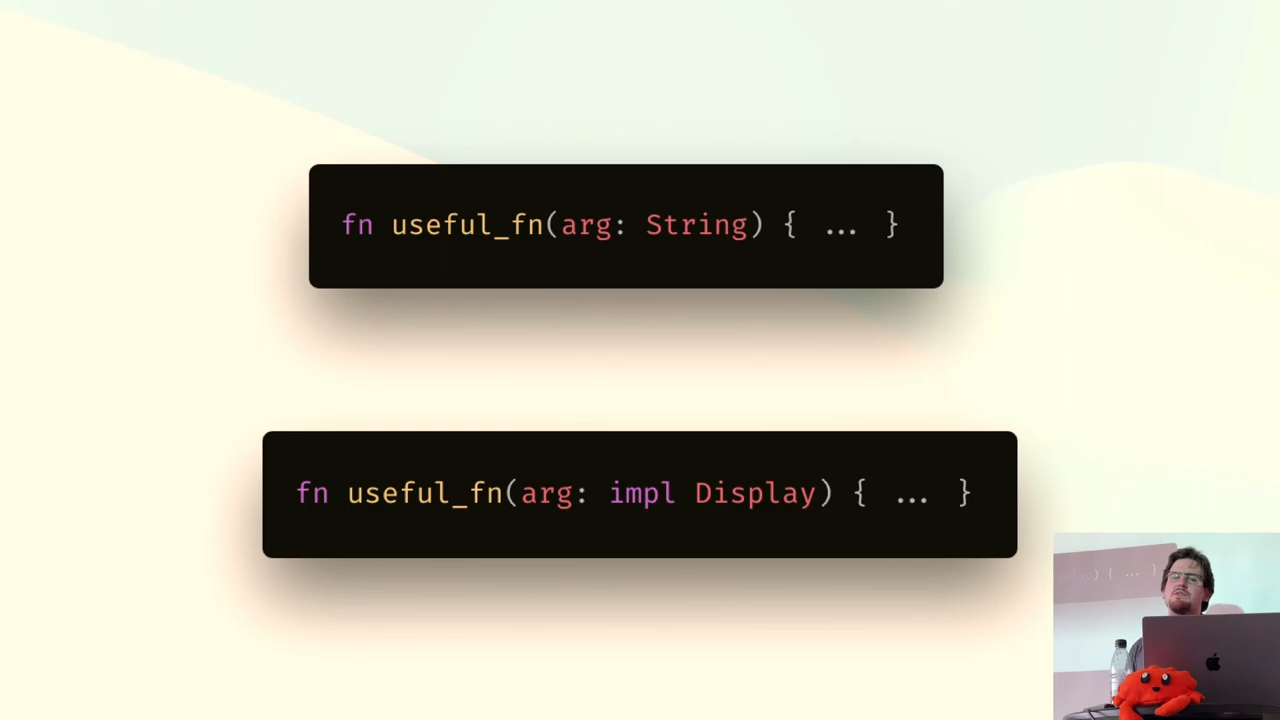 fn useful_fn(arg: String) { ... }
fn useful_fn(arg: impl Display) { ... }
) { ... }